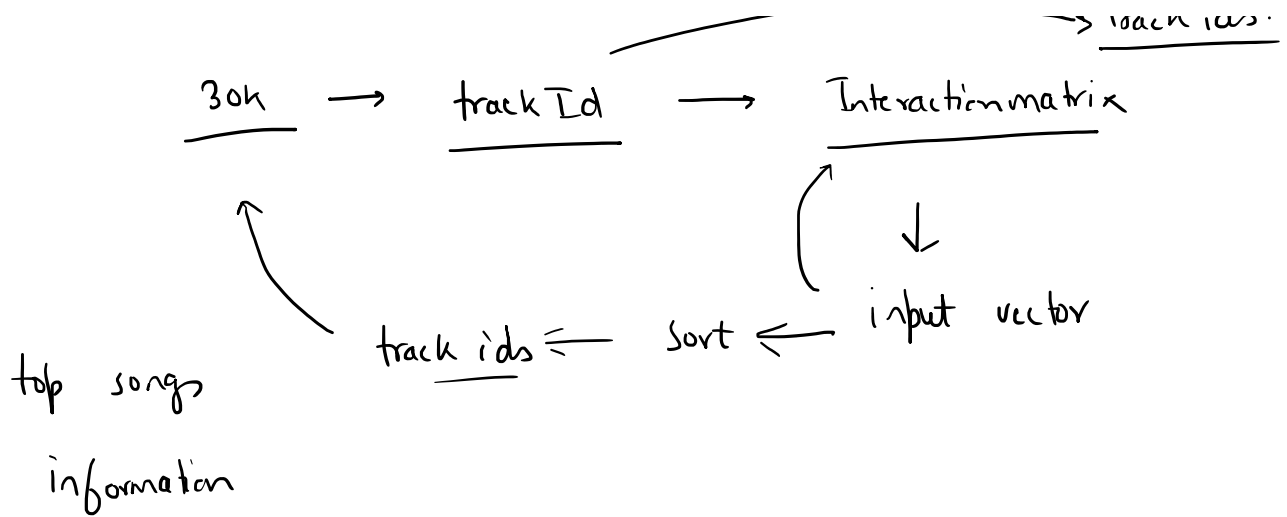 30k → trackId → Interactionmatrix
input vector
track ids ← sort ←
top songs
information